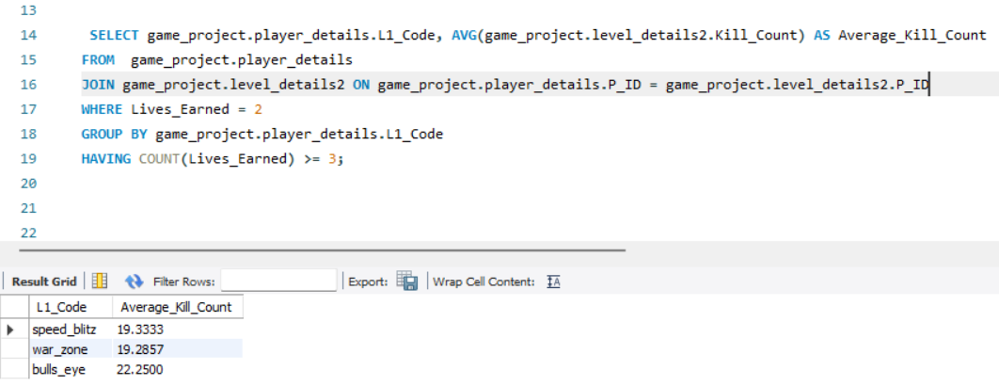 13
14 SELECT game_project.player_details.L1_Code, AVG(game_project.level_details2.Kill_Count) AS Average_Kill_Count
15 FROM game_project.player_details
16 JOIN game_project.level_details2 ON game_project.player_details.P_ID = game_project.level_details2.P_ID
17 WHERE Lives_Earned = 2
18 GROUP BY game_project.player_details.L1_Code
19 HAVING COUNT(Lives_Earned) >= 3;
20
21
22
Result Grid Filter Rows: Export: Wrap Cell Content: IA
L1_Code Average_Kill_Count
speed_blitz 19.3333
war_zone 19.2857
bulls_eye 22.2500